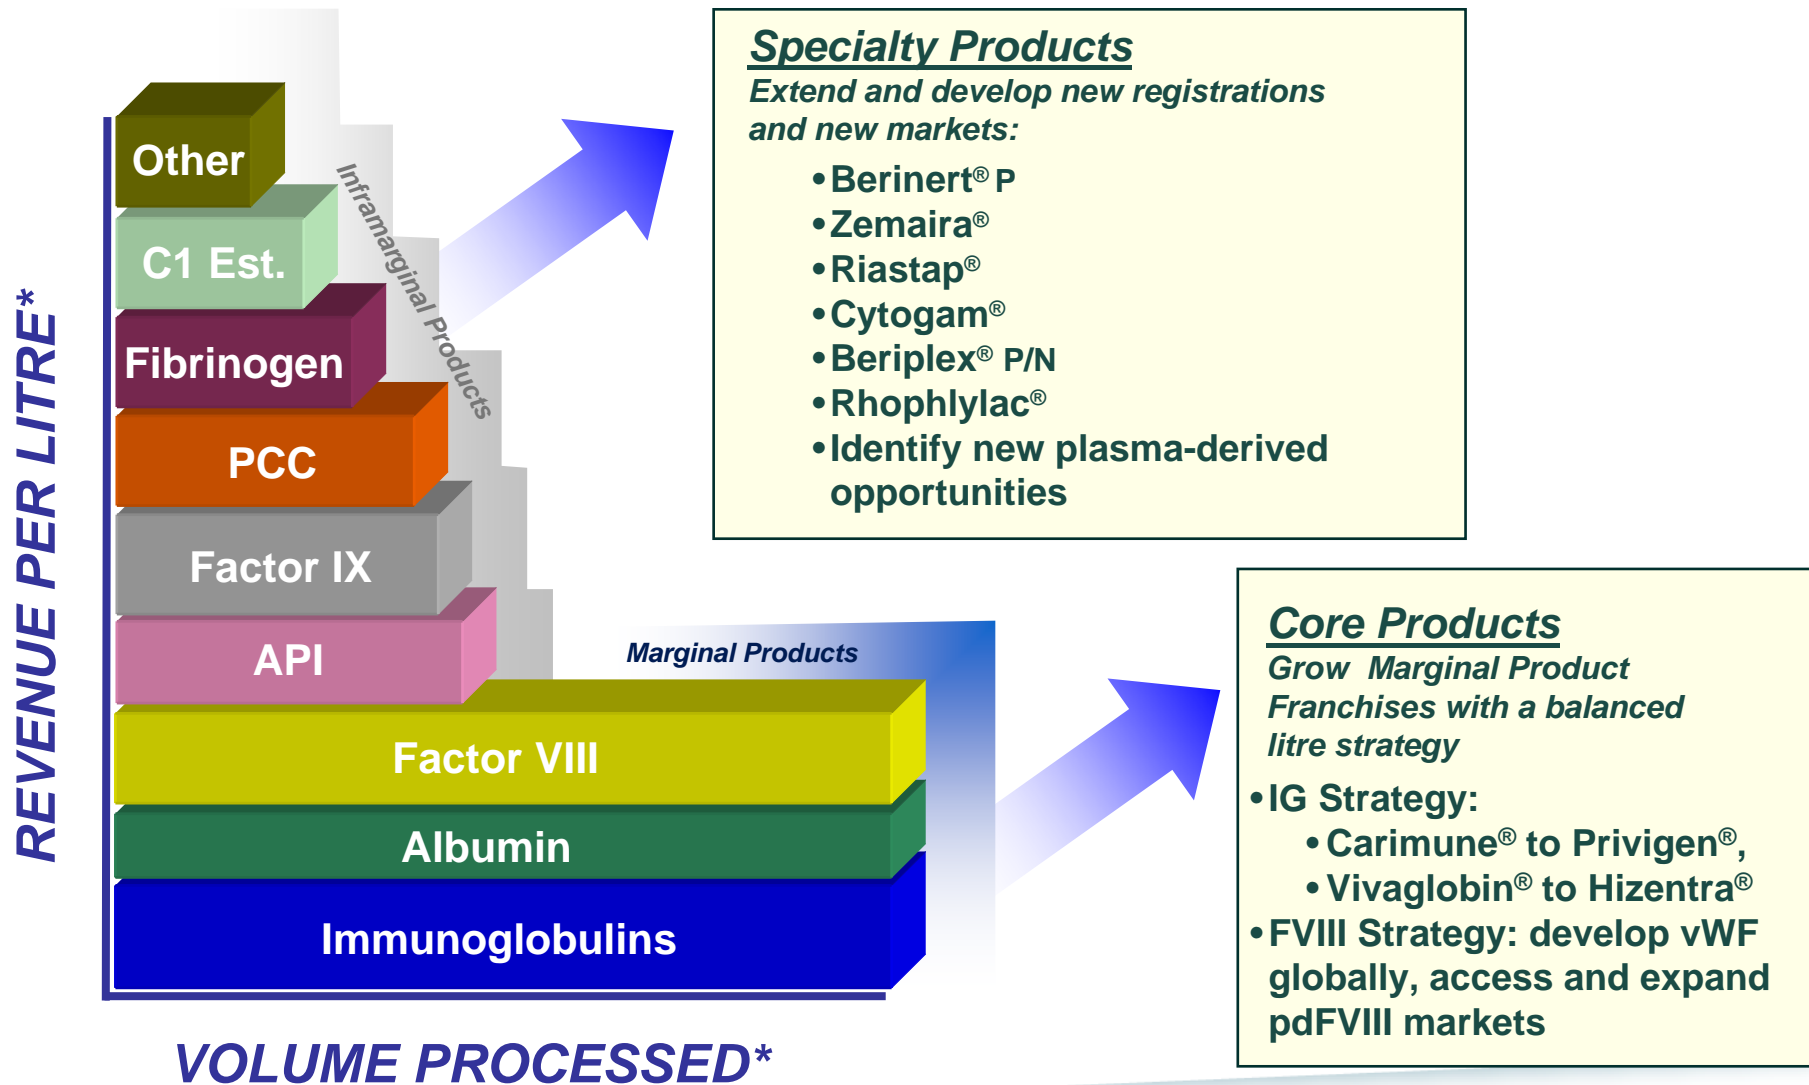 REVENUE PER LITRE*
Other
C1 Est.
Fibrinogen
PCC
Factor IX
API
Factor VIII
Albumin
Immunoglobulins
VOLUME PROCESSED*
Inframarginal Products
Marginal Products
Specialty Products
Extend and develop new registrations
and new markets:
•Berinert® P
•Zemaira®
•Riastap®
•Cytogam®
•Beriplex® P/N
•Rhophlylac®
•Identify new plasma-derived
opportunities
Core Products
Grow Marginal Product
Franchises with a balanced
litre strategy
•IG Strategy:
•Carimune® to Privigen®,
•Vivaglobin® to Hizentra®
•FVIII Strategy: develop vWF
globally, access and expand
pdFVIII markets